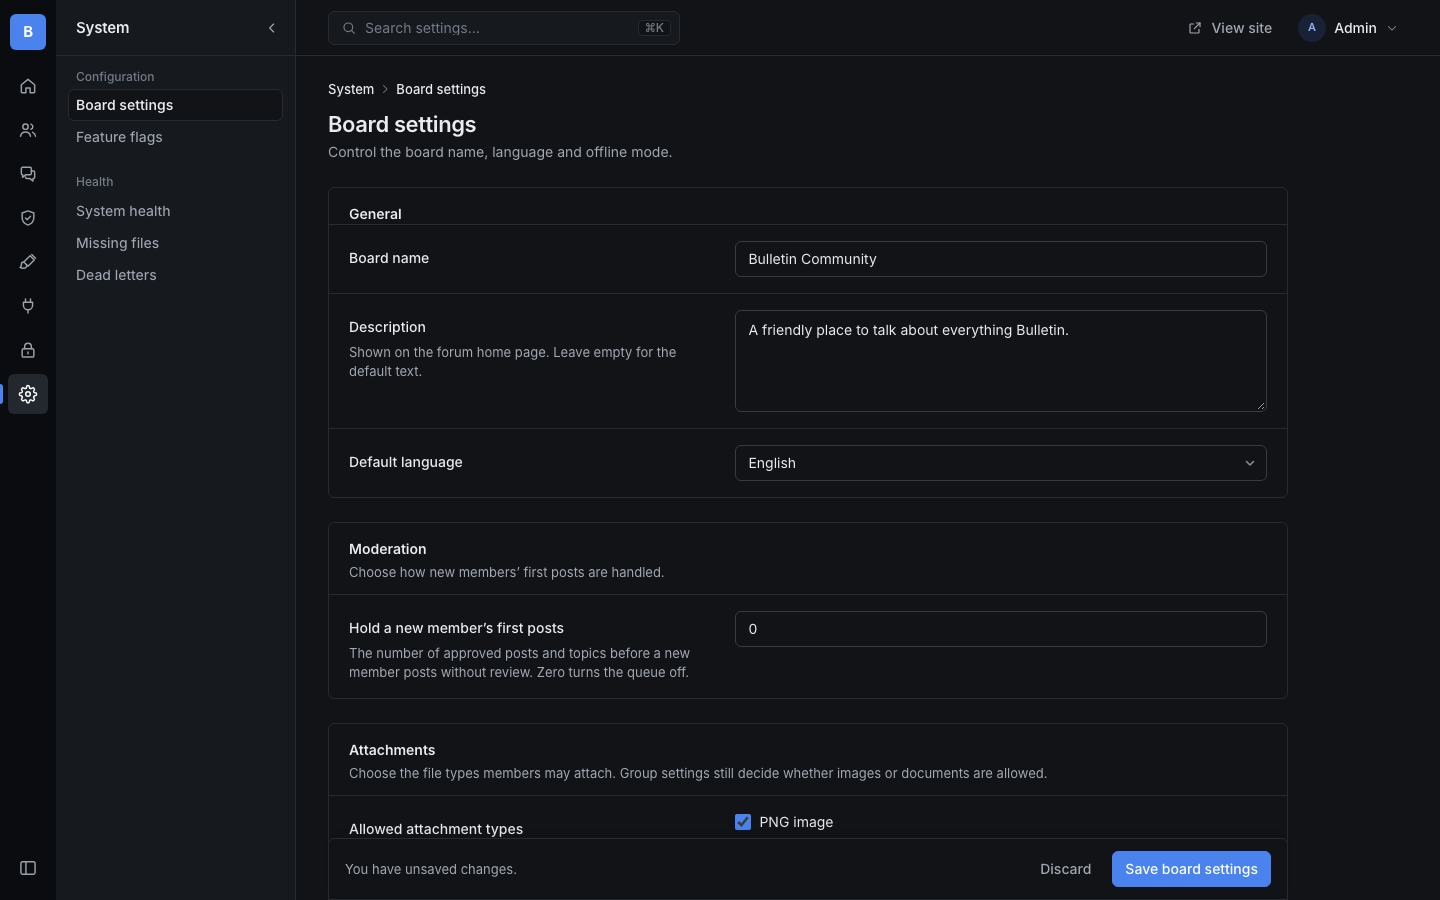 B
System
Search settings...
⌘K
View site
A
Admin
Configuration
Board settings
Feature flags
Health
System health
Missing files
Dead letters
System
Board settings
Board settings
Control the board name, language and offline mode.
General
Board name
Bulletin Community
Description
Shown on the forum home page. Leave empty for the
default text.
A friendly place to talk about everything Bulletin.
Default language
English
Moderation
Choose how new members’ first posts are handled.
Hold a new member’s first posts
The number of approved posts and topics before a new
member posts without review. Zero turns the queue off.
0
Attachments
Choose the file types members may attach. Group settings still decide whether images or documents are allowed.
Allowed attachment types
PNG image
You have unsaved changes.
Discard
Save board settings